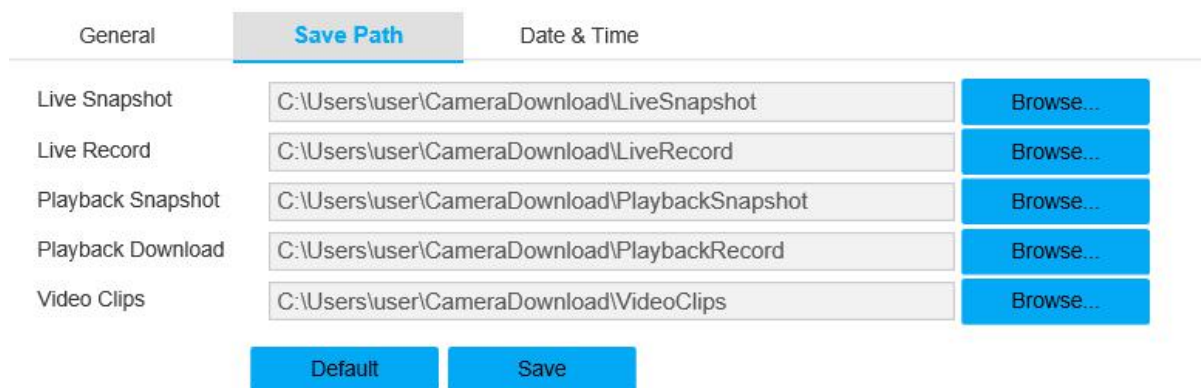 General Save Path Date & Time
Live Snapshot C:\Users\user\CameraDownload\LiveSnapshot Browse...
Live Record C:\Users\user\CameraDownload\LiveRecord Browse...
Playback Snapshot C:\Users\user\CameraDownload\PlaybackSnapshot Browse...
Playback Download C:\Users\user\CameraDownload\PlaybackRecord Browse...
Video Clips C:\Users\user\CameraDownload\VideoClips Browse...
Default Save